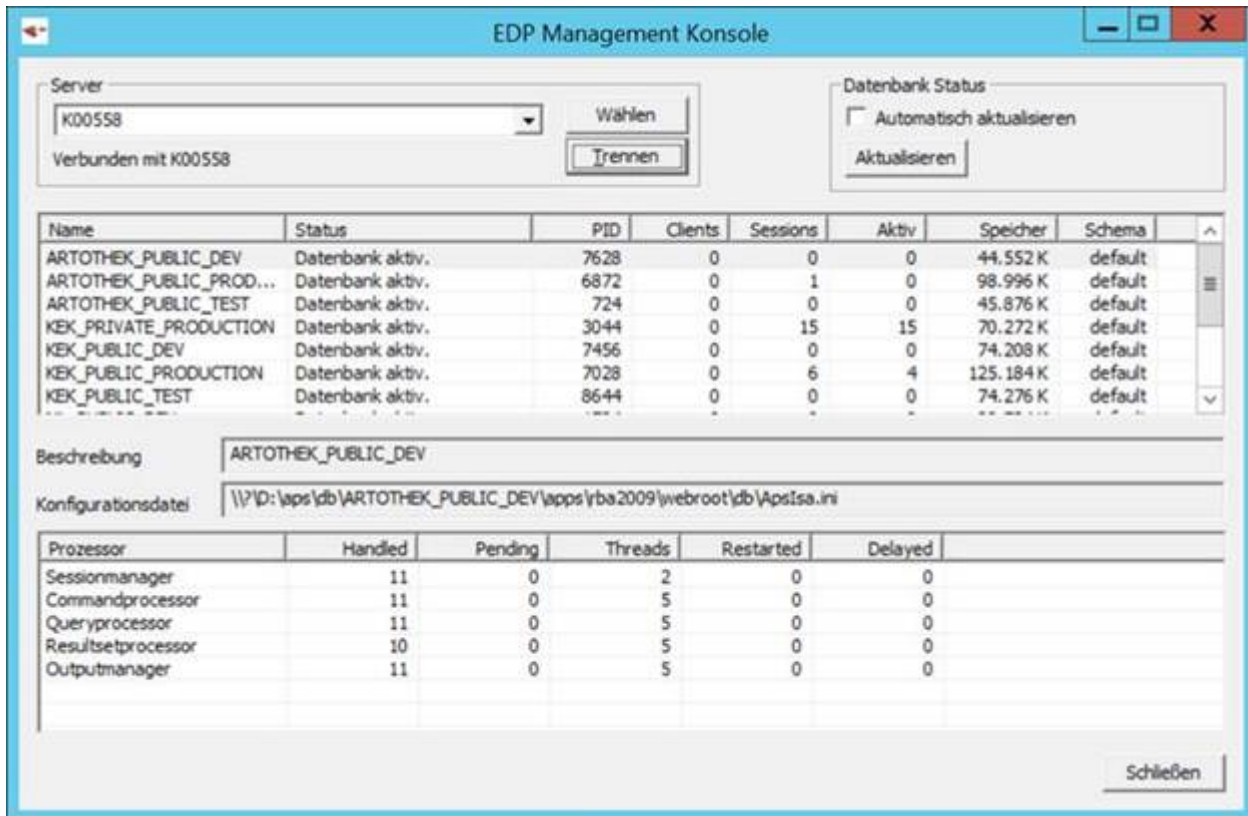 EDP Management Konsole
Server
K00558
Wählen
Verbunden mit K00558
Trennen
Datenbank Status
Automatisch aktualisieren
Aktualisieren
Name Status PID Clients Sessions Aktiv Speicher Schema
ARTOTHEK_PUBLIC_DEV Datenbank aktiv. 7628 0 0 0 44.552 K default
ARTOTHEK_PUBLIC_PROD... Datenbank aktiv. 6872 0 1 0 98.996 K default
ARTOTHEK_PUBLIC_TEST Datenbank aktiv. 724 0 0 0 45.876 K default
KEK_PRIVATE_PRODUCTION Datenbank aktiv. 3044 0 15 15 70.272 K default
KEK_PUBLIC_DEV Datenbank aktiv. 7456 0 0 0 74.208 K default
KEK_PUBLIC_PRODUCTION Datenbank aktiv. 7028 0 6 4 125.184 K default
KEK_PUBLIC_TEST Datenbank aktiv. 8644 0 0 0 74.276 K default
Beschreibung ARTOTHEK_PUBLIC_DEV
Konfigurationsdatei \\?\D:\aps\db\ARTOTHEK_PUBLIC_DEV\apps\rba2009\webroot\db\ApsIsa.ini
Prozessor Handled Pending Threads Restarted Delayed
Sessionmanager 11 0 2 0 0
Commandprocessor 11 0 5 0 0
Queryprocessor 11 0 5 0 0
Resultsetprocessor 10 0 5 0 0
Outputmanager 11 0 5 0 0
Schließen